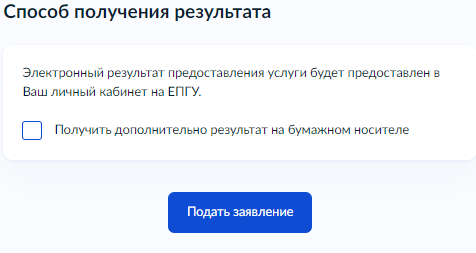 Способ получения результата
Электронный результат предоставления услуги будет предоставлен в
Ваш личный кабинет на ЕПГУ.
Получить дополнительно результат на бумажном носителе
Подать заявление